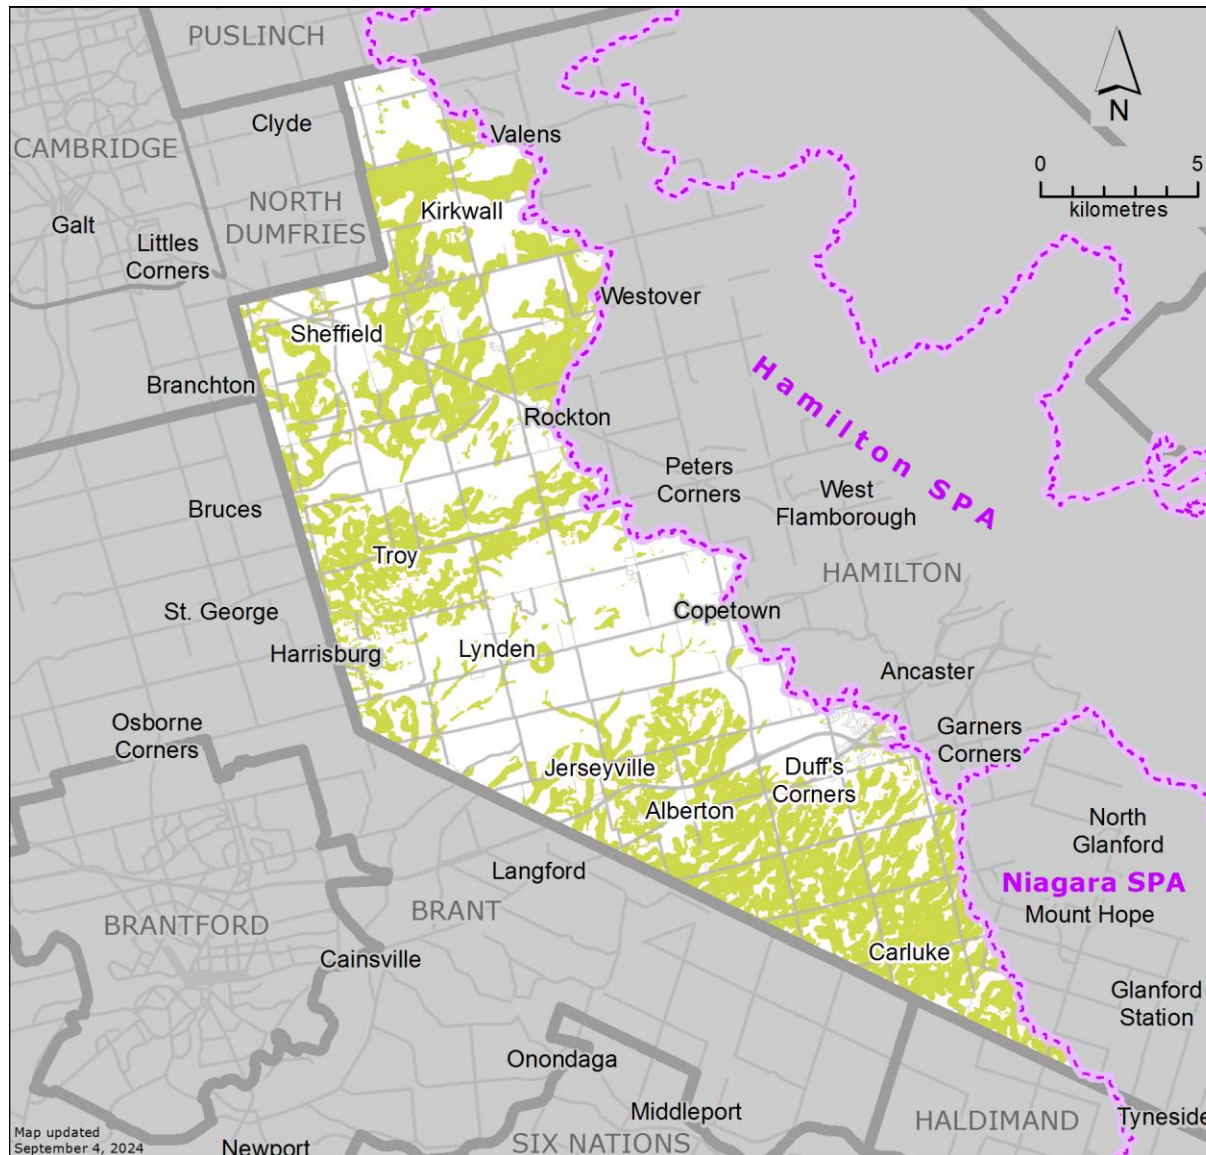 PUSLINCH
Clyde
Valens
N
CAMBRIDGE
0 5
kilometres
NORTH
DUMFRIES
Kirkwall
Galt
Littles
Corners
Westover
Sheffield
Branchton
Rockton
Hamilton SPA
Peters
Corners
West
Flamborough
Bruces
Troy
HAMILTON
St. George
Copetown
Harrisburg
Lynden
Ancaster
Osborne
Corners
Garners
Corners
Jerseyville
Duff's
Corners
Alberton
North
Glanford
Langford
Niagara SPA
BRANTFORD
BRANT
Mount Hope
Cainsville
Carluke
Glanford
Station
Onondaga
Middleport
HALDIMAND
Tyneside
Map updated
September 4, 2024
Newport
SIX NATIONS